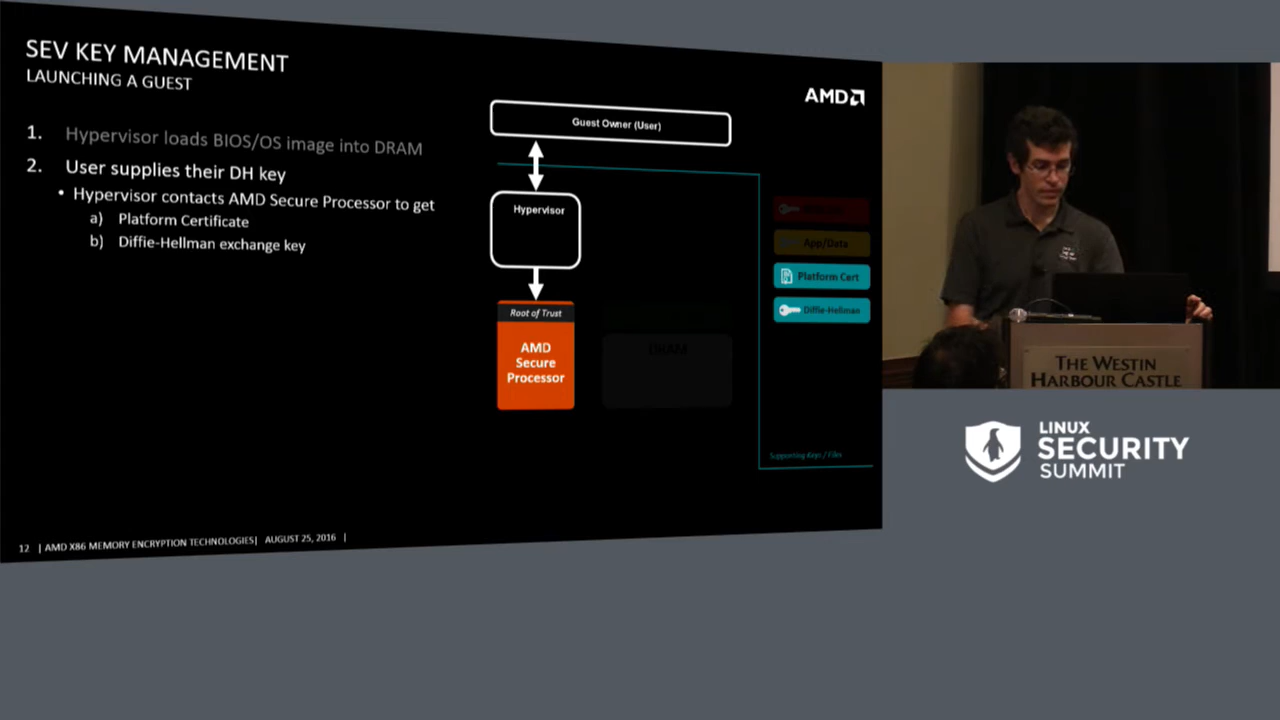 SEV KEY MANAGEMENT
LAUNCHING A GUEST
1. Hypervisor loads BIOS/OS image into DRAM
2. User supplies their DH key
• Hypervisor contacts AMD Secure Processor to get
a) Platform Certificate
b) Diffie-Hellman exchange key
AMD
Guest Owner (User)
Hypervisor
Root of Trust
AMD
Secure
Processor
DRAM
App/Data
Platform Cert
Diffie-Hellman
Supporting Keys / Files
12 | AMD X86 MEMORY ENCRYPTION TECHNOLOGIES| AUGUST 25, 2016 |
THE WESTIN
HARBOUR CASTLE
LINUX
SECURITY
SUMMIT